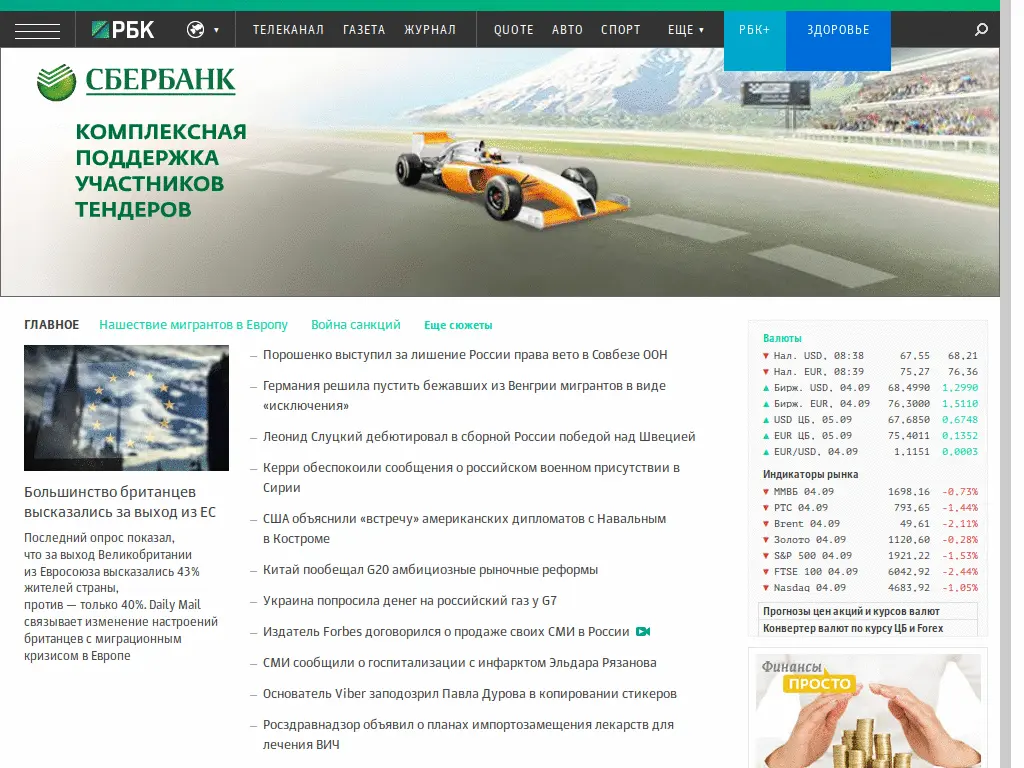 РБК
ТЕЛЕКАНАЛ ГАЗЕТА ЖУРНАЛ QUOTE АВТО СПОРТ ЕЩЕ РБК+ ЗДОРОВЬЕ
СБЕРБАНК
КОМПЛЕКСНАЯ
ПОДДЕРЖКА
УЧАСТНИКОВ
ТЕНДЕРОВ
ГЛАВНОЕ Нашествие мигрантов в Европу Война санкций Еще сюжеты
Большинство британцев
высказались за выход из ЕС
Последний опрос показал,
что за выход Великобритании
из Евросоюза высказались 43%
жителей страны,
против — только 40%. Daily Mail
связывает изменение настроений
британцев с миграционным
кризисом в Европе
— Порошенко выступил за лишение России права вето в Совбезе ООН
— Германия решила пустить бежавших из Венгрии мигрантов в виде
«исключения»
— Леонид Слуцкий дебютировал в сборной России победой над Швецией
— Керри обеспокоили сообщения о российском военном присутствии в
Сирии
— США объяснили «встречу» американских дипломатов с Навальным
в Костроме
— Китай пообещал G20 амбициозные рыночные реформы
— Украина попросила денег на российский газ у G7
— Издатель Forbes договорился о продаже своих СМИ в России
— СМИ сообщили о госпитализации с инфарктом Эльдара Рязанова
— Основатель Viber заподозрил Павла Дурова в копировании стикеров
— Росздравнадзор объявил о планах импортозамещения лекарств для
лечения ВИЧ
Валюты
▼ Нал. USD, 08:38 67,55 68,21
▼ Нал. EUR, 08:39 75,27 76,36
▲ Бирж. USD, 04.09 68,4990 1,2990
▲ Бирж. EUR, 04.09 76,3000 1,5110
▲ USD ЦБ, 05.09 67,6850 0,6748
▲ EUR ЦБ, 05.09 75,4011 0,1352
▲ EUR/USD, 04.09 1,1151 0,0003
Индикаторы рынка
▼ ММВБ 04.09 1698,16 -0,73%
▼ РТС 04.09 793,65 -1,44%
▼ Brent 04.09 49,61 -2,11%
▼ Золото 04.09 1120,60 -0,28%
▼ S&P 500 04.09 1921,22 -1,53%
▼ FTSE 100 04.09 6042,92 -2,44%
▼ Nasdaq 04.09 4683,92 -1,05%
Прогнозы цен акций и курсов валют
Конвертер валют по курсу ЦБ и Forex
Финансы
ПРОСТО